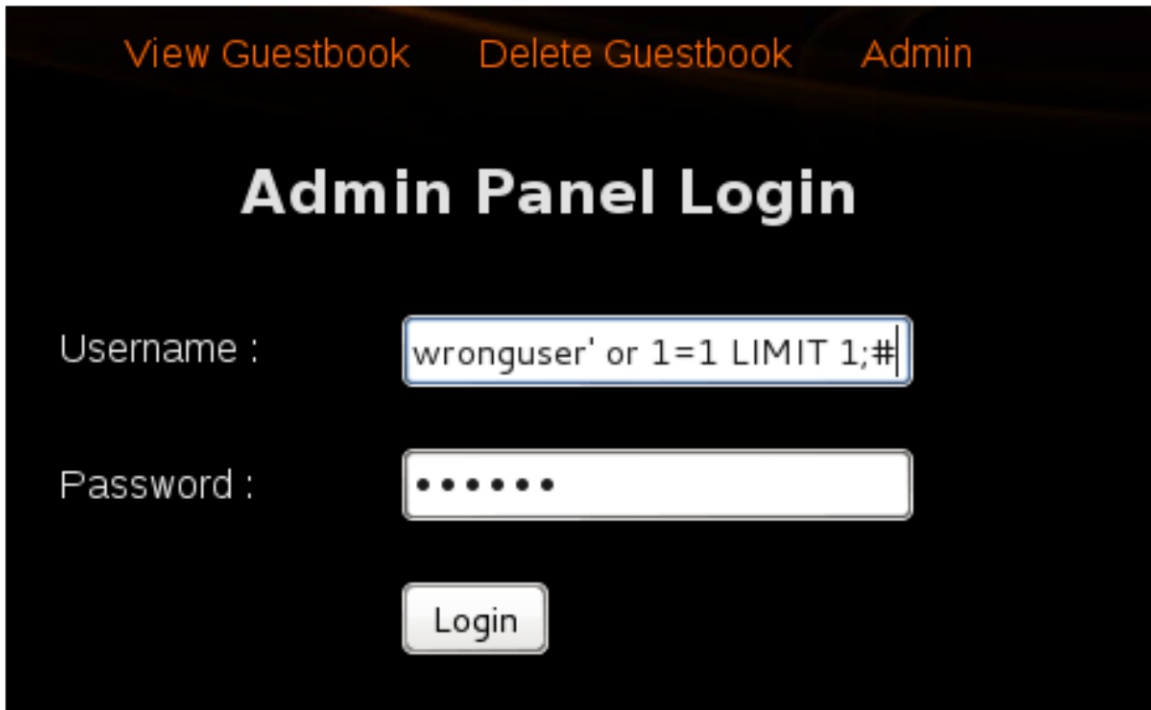 View Guestbook Delete Guestbook Admin
Admin Panel Login
Username : wronguser' or 1=1 LIMIT 1;#
Password : ••••••
Login